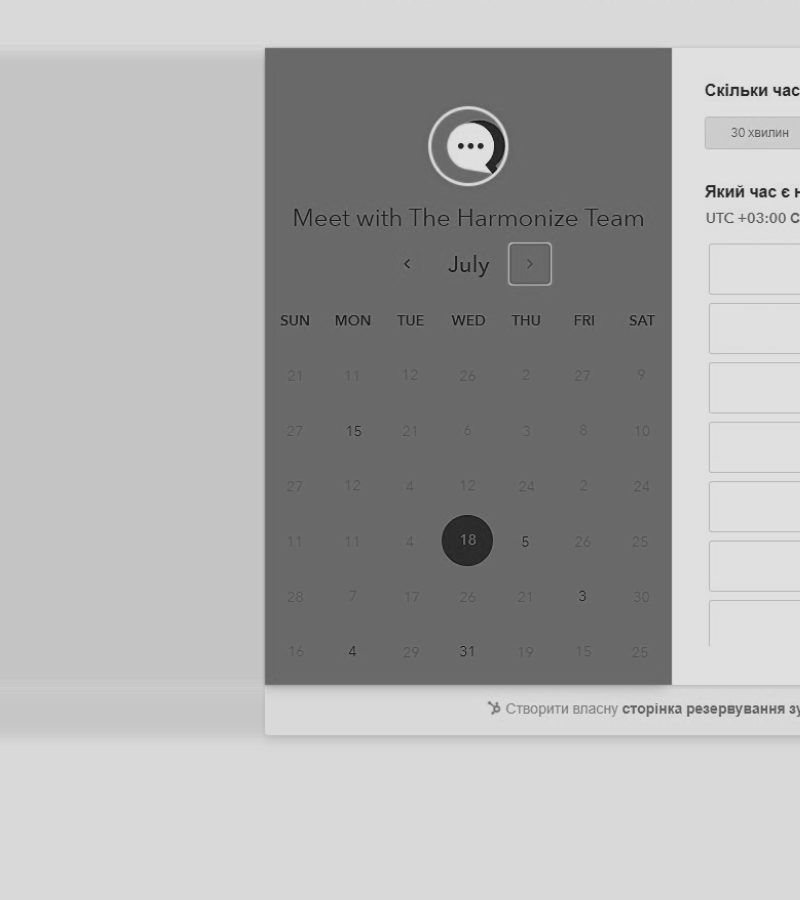 Meet with The Harmonize Team
July
SUN MON TUE WED THU FRI SAT
21 11 12 26 2 27 9
27 15 21 6 3 8 10
27 12 4 12 24 2 24
11 11 4 18 5 26 25
28 7 17 26 21 3 30
16 4 29 31 19 15 25
Скільки час
30 хвилин
Який час є н
UTC +03:00 С
Створити власну сторінка резервування зу